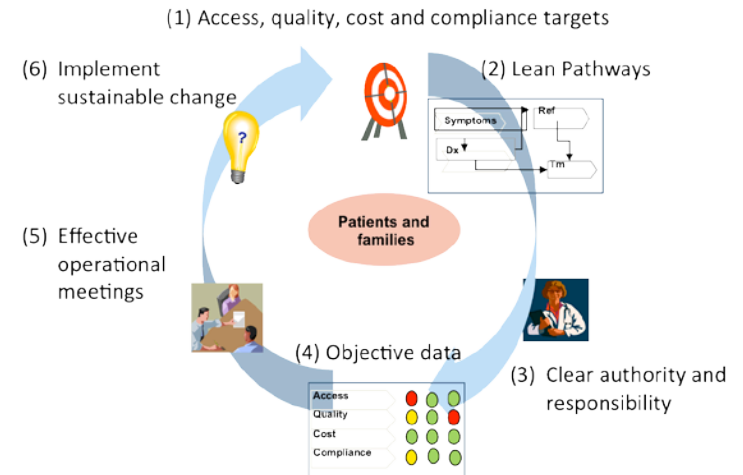 (1) Access, quality, cost and compliance targets
(2) Lean Pathways
Symptoms
Ref
Dx
Tm
(3) Clear authority and
responsibility
(4) Objective data
Access
Quality
Cost
Compliance
(5) Effective
operational
meetings
(6) Implement
sustainable change
?
Patients and
families